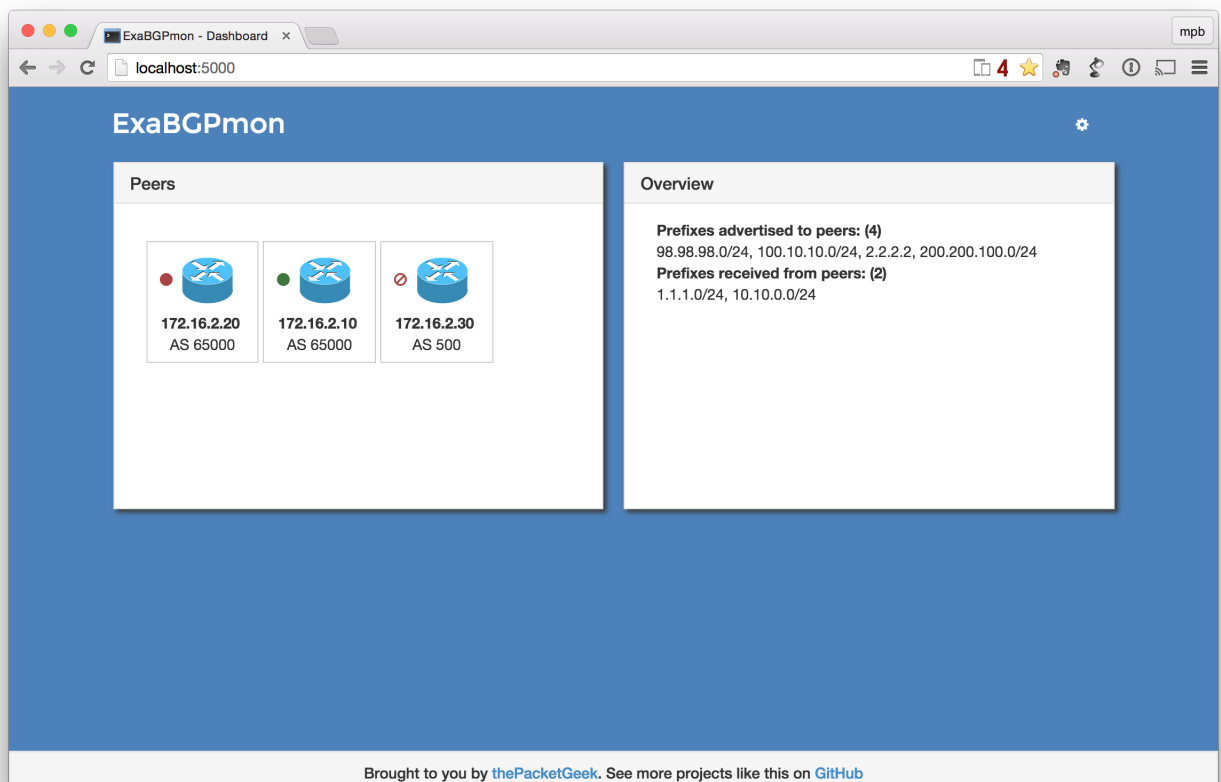 ExaBGPmon - Dashboard
mpb
localhost:5000
4
ExaBGPmon
Peers
172.16.2.20
AS 65000
172.16.2.10
AS 65000
172.16.2.30
AS 500
Overview
Prefixes advertised to peers: (4)
98.98.98.0/24, 100.10.10.0/24, 2.2.2.2, 200.200.100.0/24
Prefixes received from peers: (2)
1.1.1.0/24, 10.10.0.0/24
Brought to you by thePacketGeek. See more projects like this on GitHub